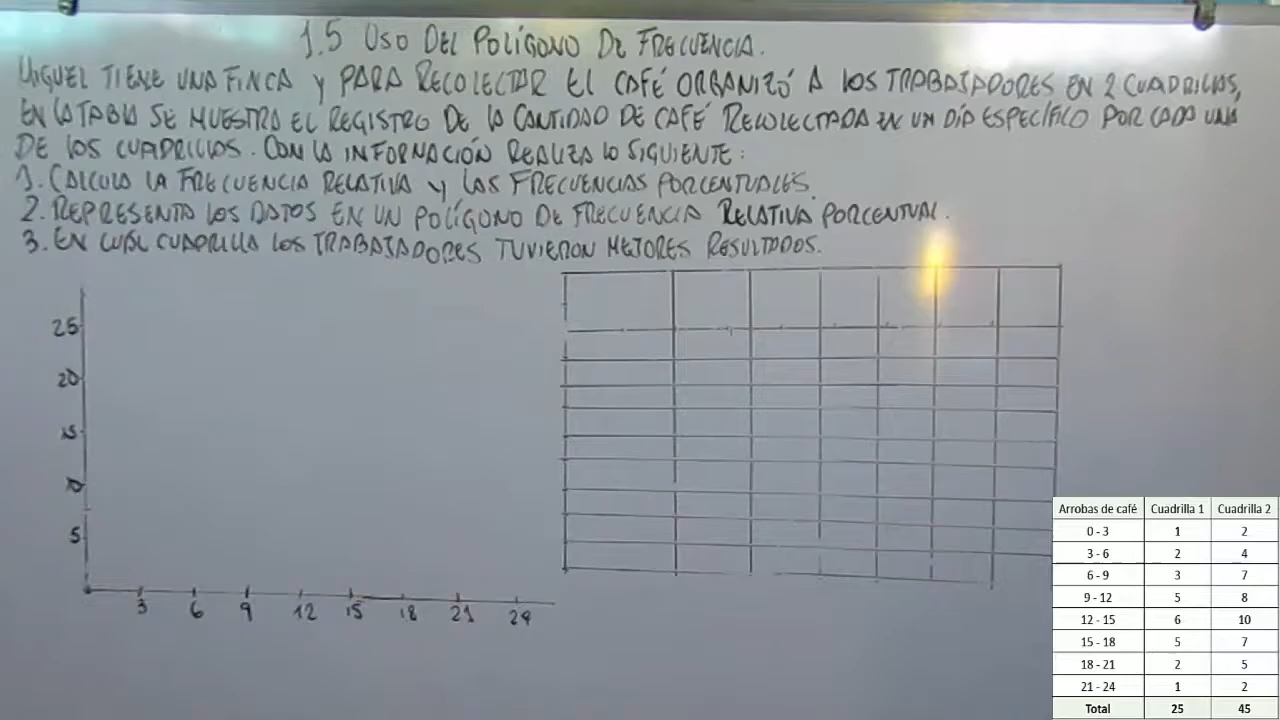 1.5 USO DEL POLÍGONO DE FRECUENCIA.
MIGUEL TIENE UNA FINCA Y PARA RECOLECTAR EL CAFÉ ORGANIZÓ A LOS TRABAJADORES EN 2 CUADRILLAS,
EN LA TABLA SE MUESTRA EL REGISTRO DE LA CANTIDAD DE CAFÉ RECOLECTADA EN UN DÍA ESPECÍFICO POR CADA UNA
DE LAS CUADRILLAS. CON LA INFORMACIÓN REALIZA LO SIGUIENTE:
1. CALCULA LA FRECUENCIA RELATIVA Y LAS FRECUENCIAS PORCENTUALES.
2. REPRESENTA LOS DATOS EN UN POLÍGONO DE FRECUENCIA RELATIVA PORCENTUAL.
3. EN CUÁL CUADRILLA LOS TRABAJADORES TUVIERON MEJORES RESULTADOS.
25
20
15
10
5
3 6 9 12 15 18 21 24
Arrobas de café Cuadrilla 1 Cuadrilla 2
0 - 3 1 2
3 - 6 2 4
6 - 9 3 7
9 - 12 5 8
12 - 15 6 10
15 - 18 5 7
18 - 21 2 5
21 - 24 1 2
Total 25 45